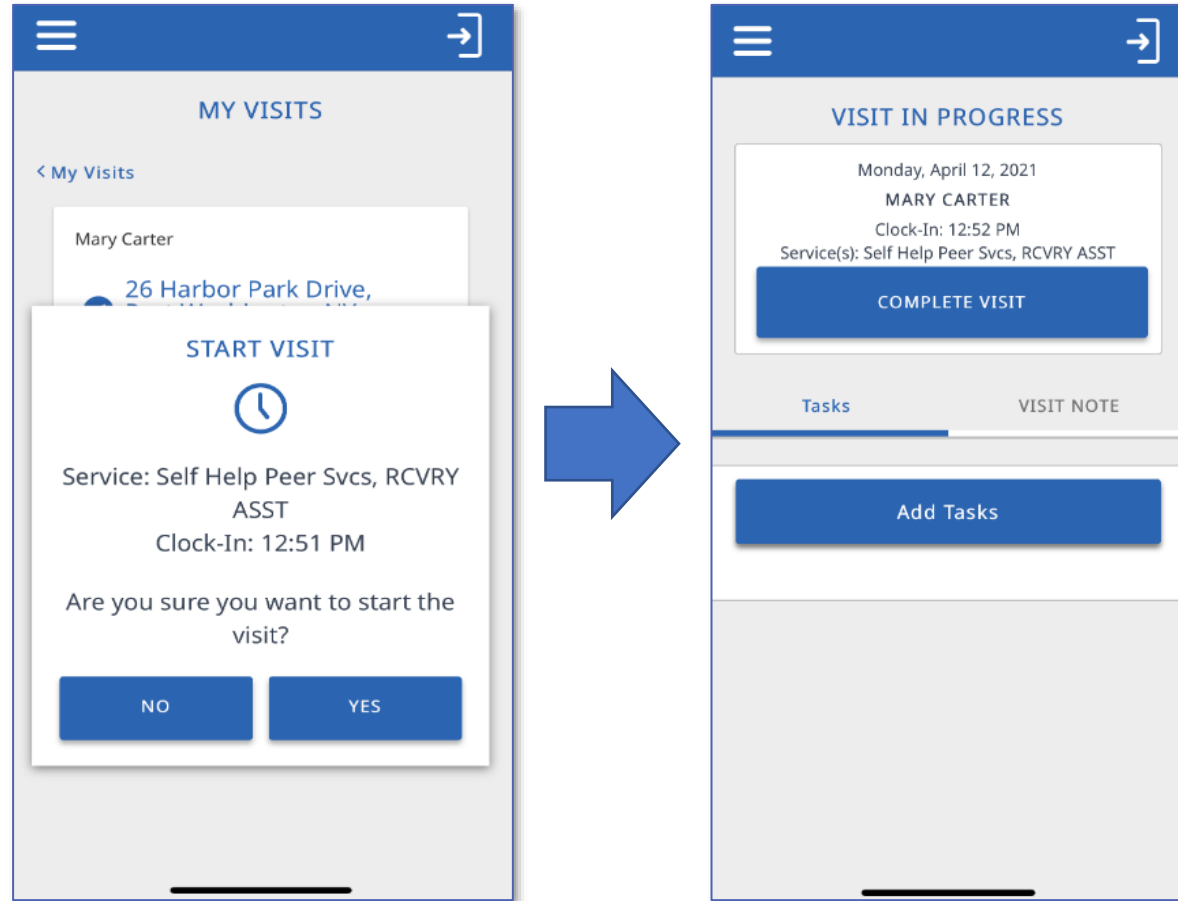 MY VISITS
< My Visits
Mary Carter
26 Harbor Park Drive,
START VISIT
Service: Self Help Peer Svcs, RCVRY
ASST
Clock-In: 12:51 PM
Are you sure you want to start the
visit?
NO
YES
VISIT IN PROGRESS
Monday, April 12, 2021
MARY CARTER
Clock-In: 12:52 PM
Service(s): Self Help Peer Svcs, RCVRY ASST
COMPLETE VISIT
Tasks
VISIT NOTE
Add Tasks